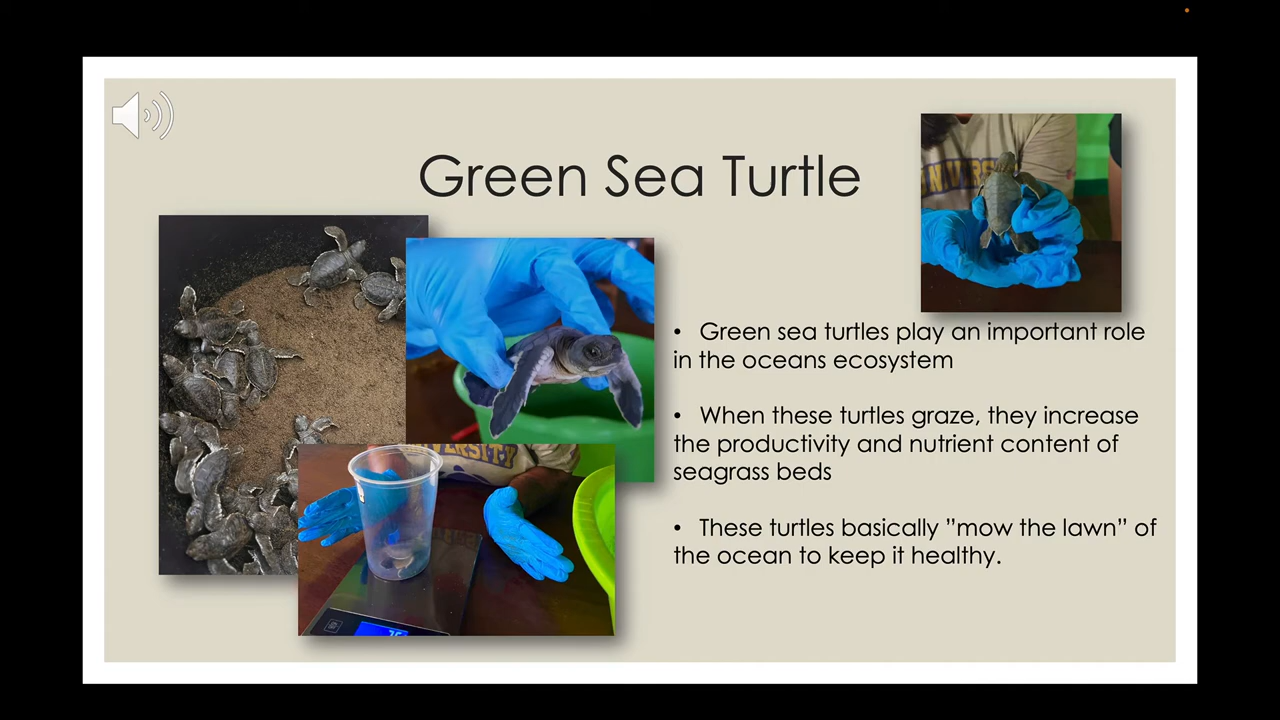 Green Sea Turtle
• Green sea turtles play an important role
in the oceans ecosystem
• When these turtles graze, they increase
the productivity and nutrient content of
seagrass beds
• These turtles basically ”mow the lawn” of
the ocean to keep it healthy.